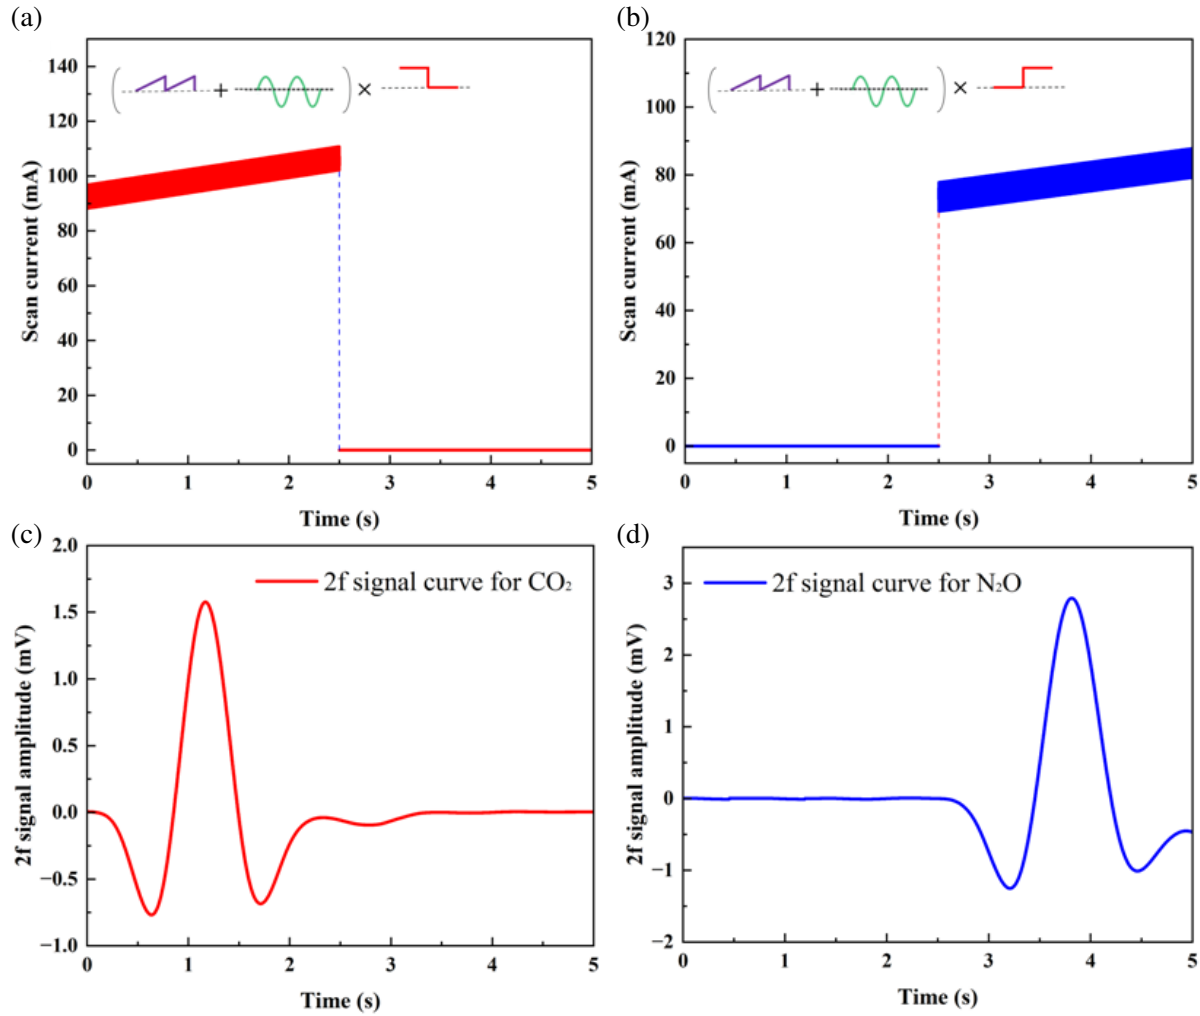 (a)
(b)
140
120
100
80
60
40
20
0
Scan current (mA)
( + ) ×
0 1 2 3 4 5
Time (s)
120
100
80
60
40
20
0
Scan current (mA)
( + ) ×
0 1 2 3 4 5
Time (s)
(c)
(d)
2.0
1.5
1.0
0.5
0.0
−0.5
−1.0
2f signal amplitude (mV)
2f signal curve for CO₂
0 1 2 3 4 5
Time (s)
3
2
1
0
−1
−2
2f signal amplitude (mV)
2f signal curve for N₂O
0 1 2 3 4 5
Time (s)